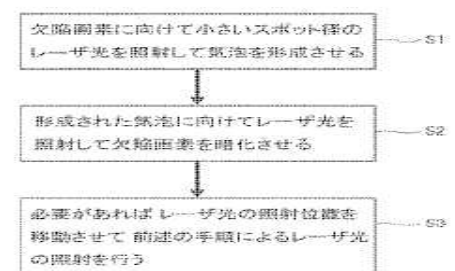 欠陥画素に向けて小さいスポット径の
レーザ光を照射して気泡を形成させる
S1
形成された気泡に向けてレーザ光を
照射して欠陥画素を暗化させる
S2
必要があればレーザ光の照射位置を
移動させて前述の手順によるレーザ光
の照射を行う
S3